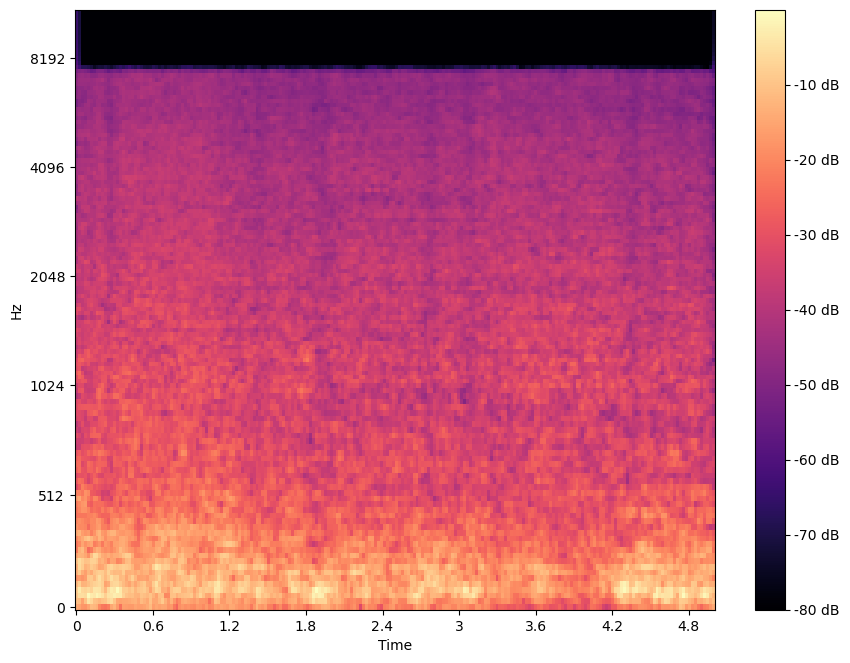 8192
4096
2048
1024
512
0
Hz
0 0.6 1.2 1.8 2.4 3 3.6 4.2 4.8
Time
-10 dB
-20 dB
-30 dB
-40 dB
-50 dB
-60 dB
-70 dB
-80 dB